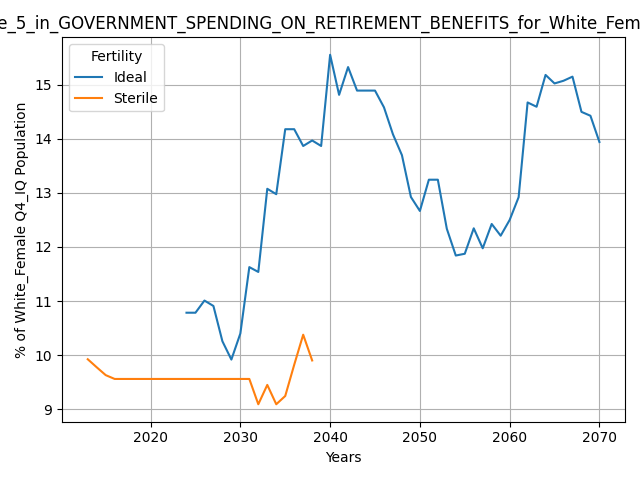 e_5_in_GOVERNMENT_SPENDING_ON_RETIREMENT_BENEFITS_for_White_Fem
Fertility
Ideal
Sterile
% of White_Female Q4_IQ Population
15
14
13
12
11
10
9
2020 2030 2040 2050 2060 2070
Years